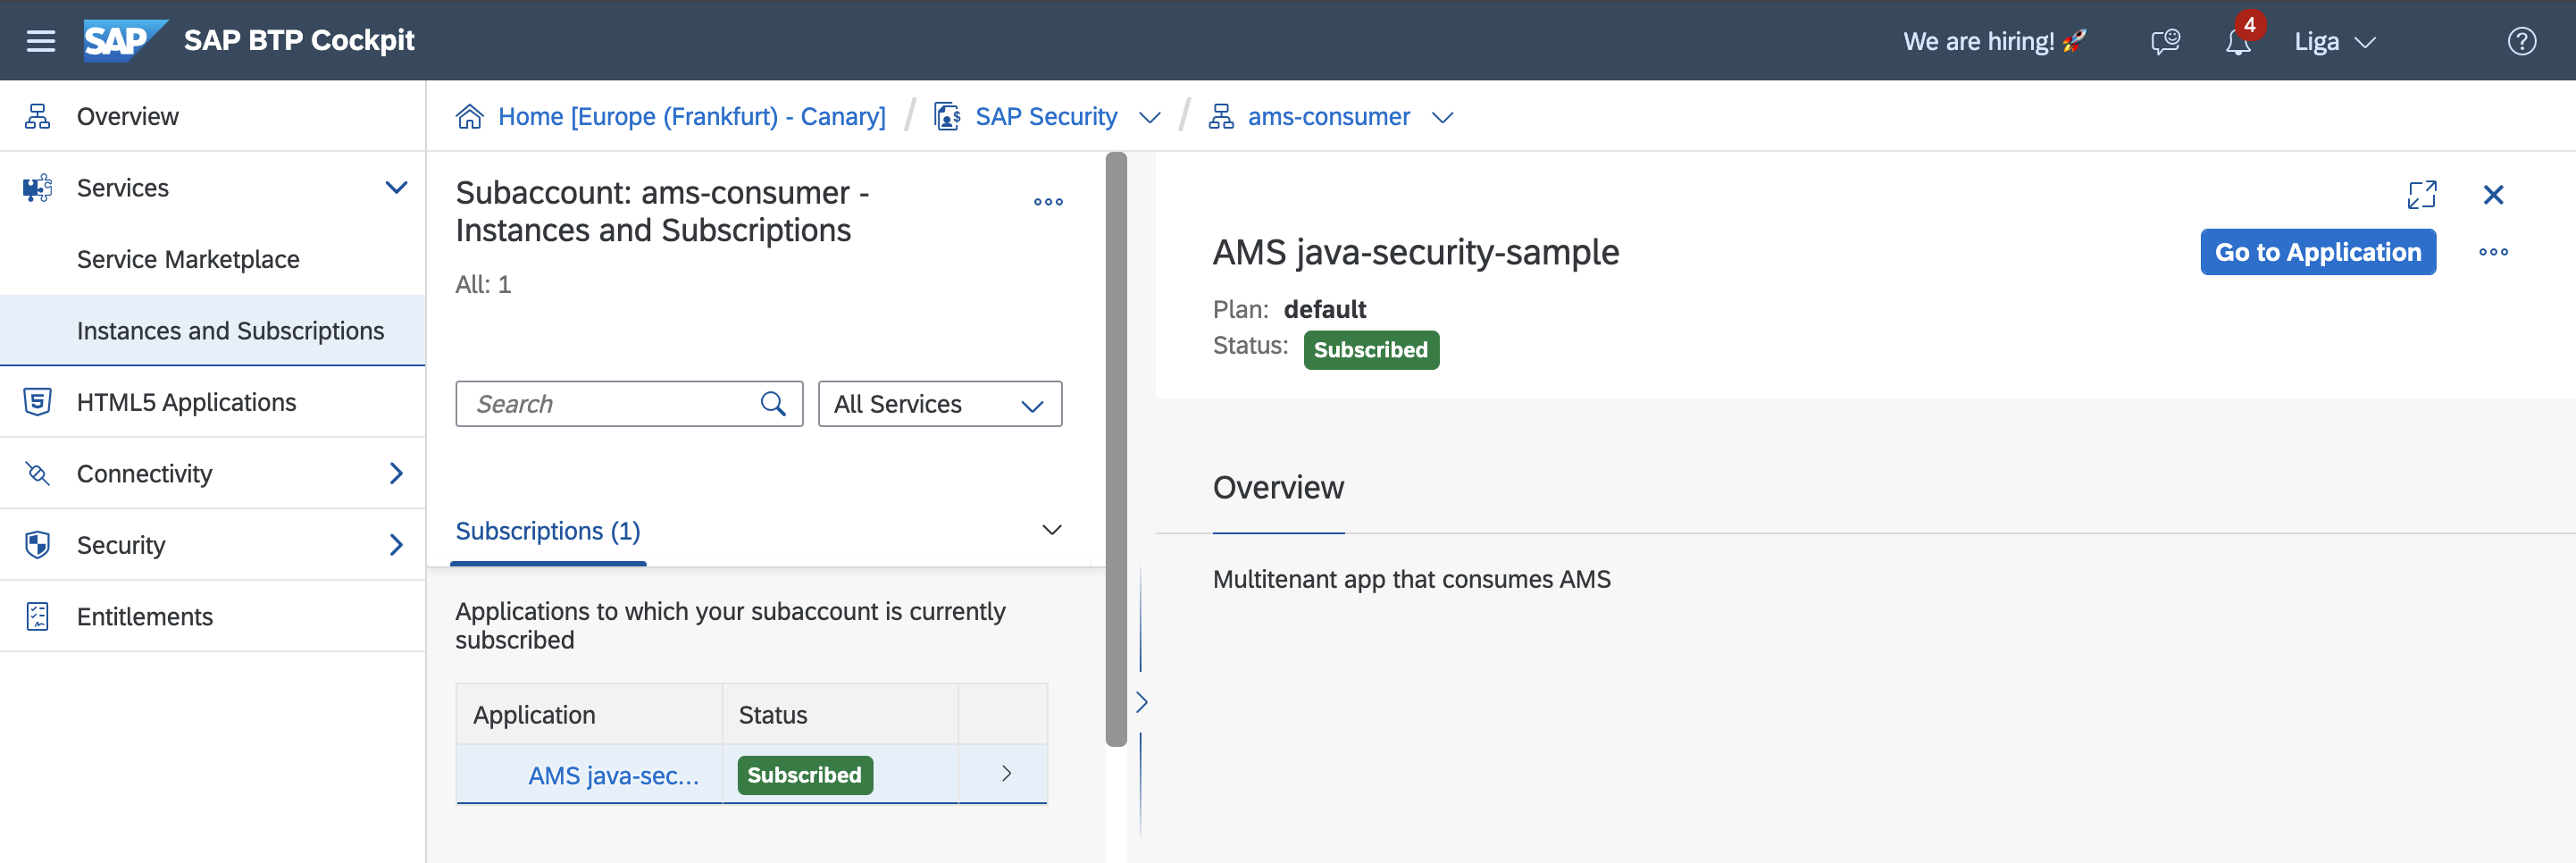 SAP SAP BTP Cockpit
We are hiring! 🚀
4
Liga
Overview
Services
Service Marketplace
Instances and Subscriptions
HTML5 Applications
Connectivity
Security
Entitlements
Home [Europe (Frankfurt) - Canary] / SAP Security / ams-consumer
Subaccount: ams-consumer -
Instances and Subscriptions
All: 1
Search
All Services
Subscriptions (1)
Applications to which your subaccount is currently
subscribed
Application Status
AMS java-sec... Subscribed
AMS java-security-sample
Go to Application
Plan: default
Status: Subscribed
Overview
Multitenant app that consumes AMS